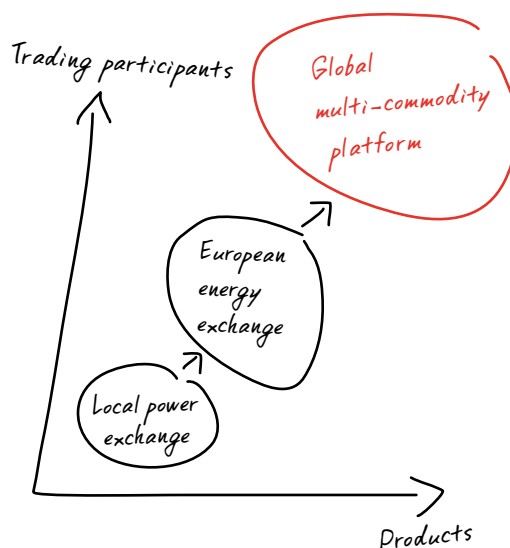 Trading participants
Global
multi-commodity
platform
European
energy
exchange
Local power
exchange
Products